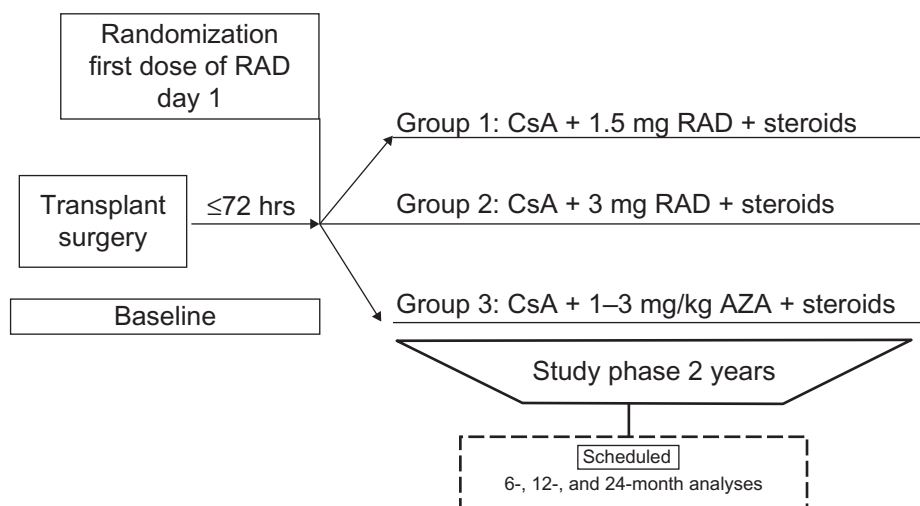 Randomization
first dose of RAD
day 1
Group 1: CsA + 1.5 mg RAD + steroids
Transplant
surgery
≤72 hrs
Group 2: CsA + 3 mg RAD + steroids
Baseline
Group 3: CsA + 1–3 mg/kg AZA + steroids
Study phase 2 years
Scheduled
6-, 12-, and 24-month analyses